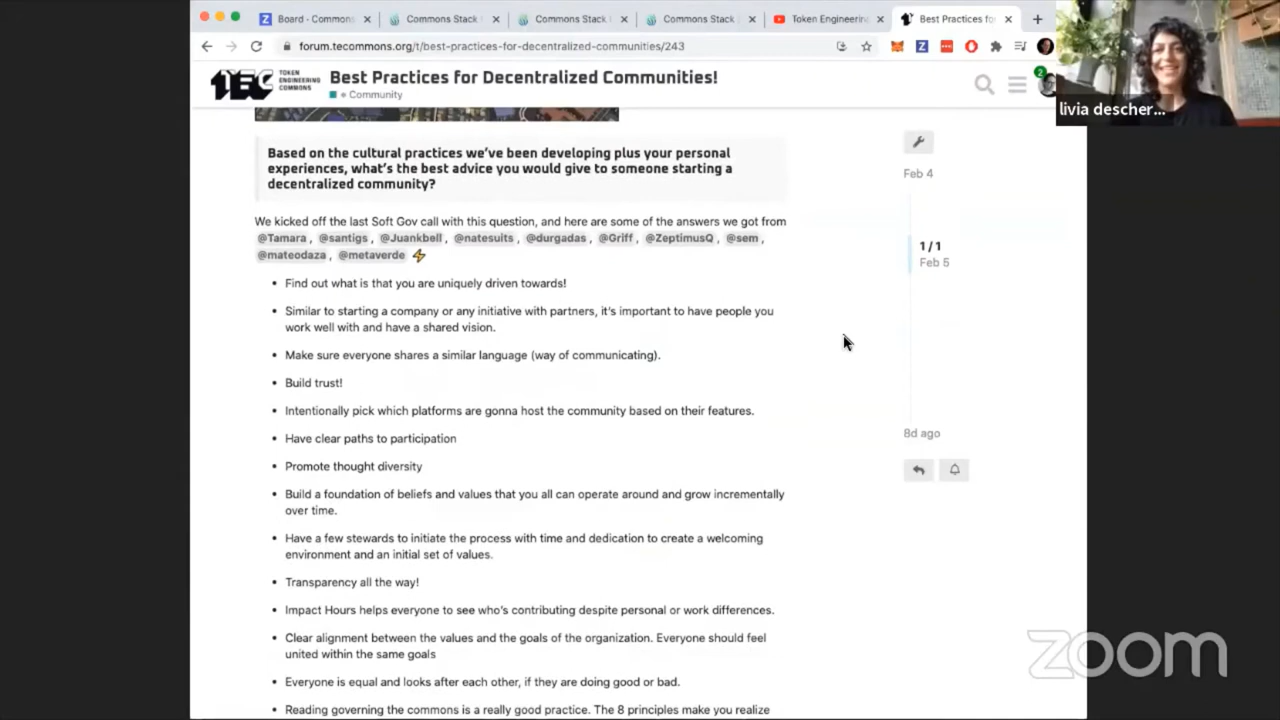 Board - Commons
Commons Stack
Commons Stack
Commons Stack
Token Engineerin
Best Practices fo
forum.tecommons.org/t/best-practices-for-decentralized-communities/243
TEC
TOKEN
ENGINEERING
COMMONS
Best Practices for Decentralized Communities!
Community
2
livia descher...
Based on the cultural practices we've been developing plus your personal
experiences, what's the best advice you would give to someone starting a
decentralized community?
We kicked off the last Soft Gov call with this question, and here are some of the answers we got from
@Tamara , @santigs , @Juankbell , @natesuits , @durgadas , @Griff , @ZeptimusQ , @sem ,
@mateodaza , @metaverde ⚡
• Find out what is that you are uniquely driven towards!
• Similar to starting a company or any initiative with partners, it's important to have people you
work well with and have a shared vision.
• Make sure everyone shares a similar language (way of communicating).
• Build trust!
• Intentionally pick which platforms are gonna host the community based on their features.
• Have clear paths to participation
• Promote thought diversity
• Build a foundation of beliefs and values that you all can operate around and grow incrementally
over time.
• Have a few stewards to initiate the process with time and dedication to create a welcoming
environment and an initial set of values.
• Transparency all the way!
• Impact Hours helps everyone to see who's contributing despite personal or work differences.
• Clear alignment between the values and the goals of the organization. Everyone should feel
united within the same goals
• Everyone is equal and looks after each other, if they are doing good or bad.
• Reading governing the commons is a really good practice. The 8 principles make you realize
Feb 4
1 / 1
Feb 5
8d ago
zoom